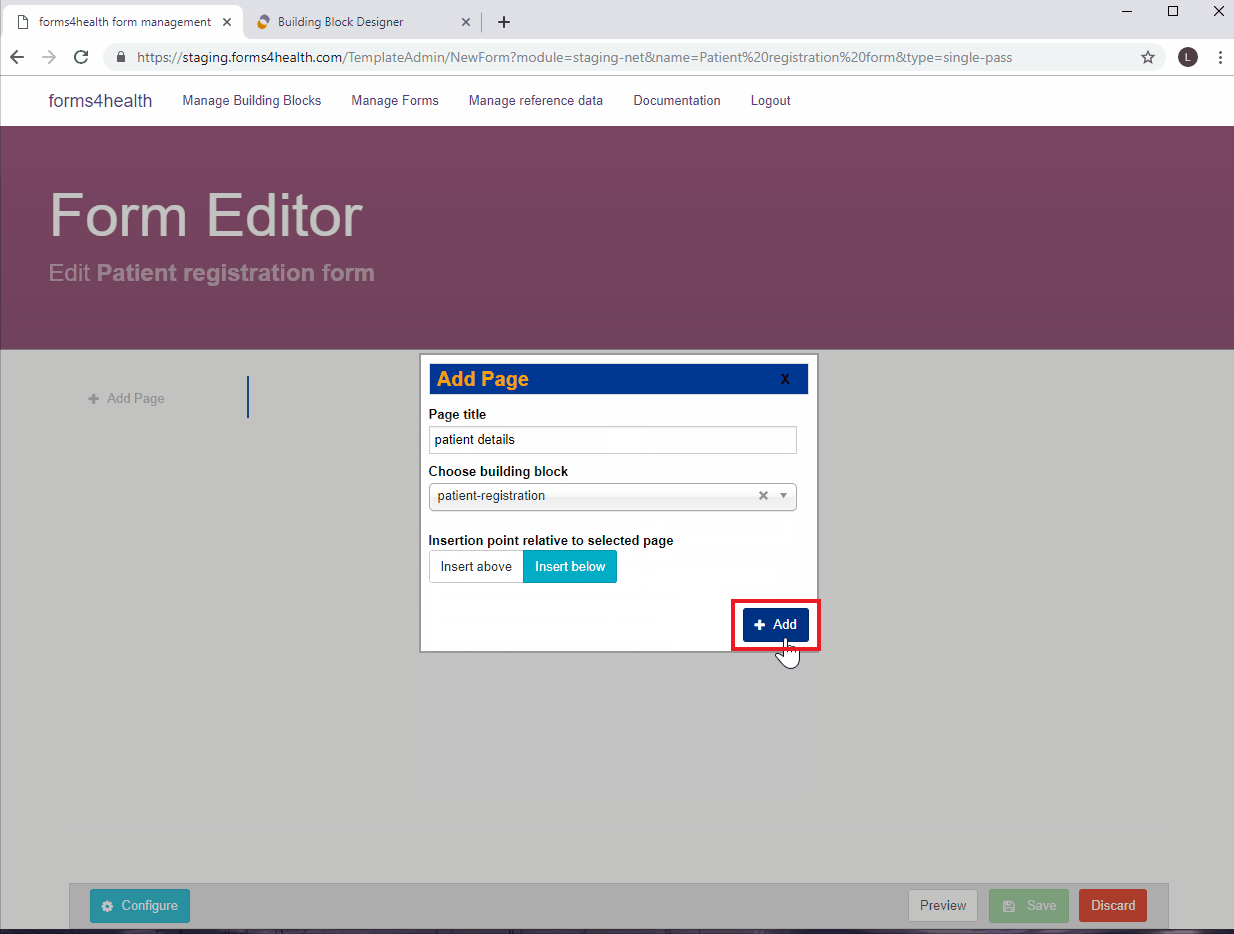 forms4health form management
Building Block Designer
https://staging.forms4health.com/TemplateAdmin/NewForm?module=staging-net&name=Patient%20registration%20form&type=single-pass
L
forms4health Manage Building Blocks Manage Forms Manage reference data Documentation Logout
Form Editor
Edit Patient registration form
Add Page
Add Page X
Page title
patient details
Choose building block
patient-registration
Insertion point relative to selected page
Insert above Insert below
Add
Configure Preview Save Discard